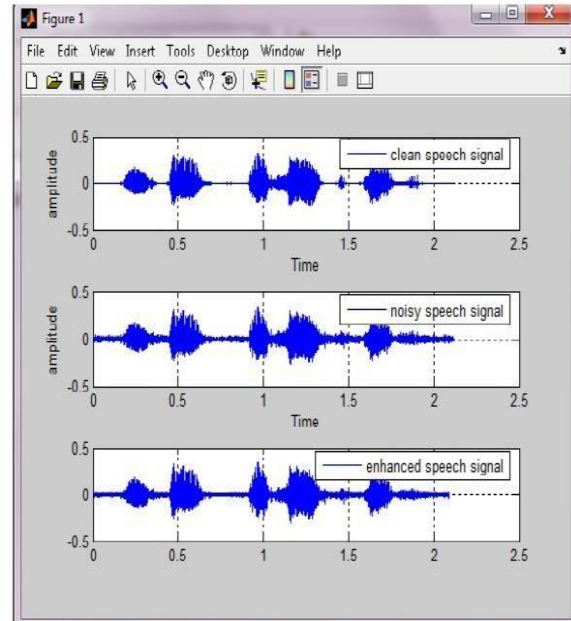 Figure 1
File Edit View Insert Tools Desktop Window Help
0.5
clean speech signal
amplitude
0
-0.5
0 0.5 1 1.5 2 2.5
Time
0.5
noisy speech signal
amplitude
0
-0.5
0 0.5 1 1.5 2 2.5
Time
0.5
enhanced speech signal
0
-0.5
0 0.5 1 1.5 2 2.5